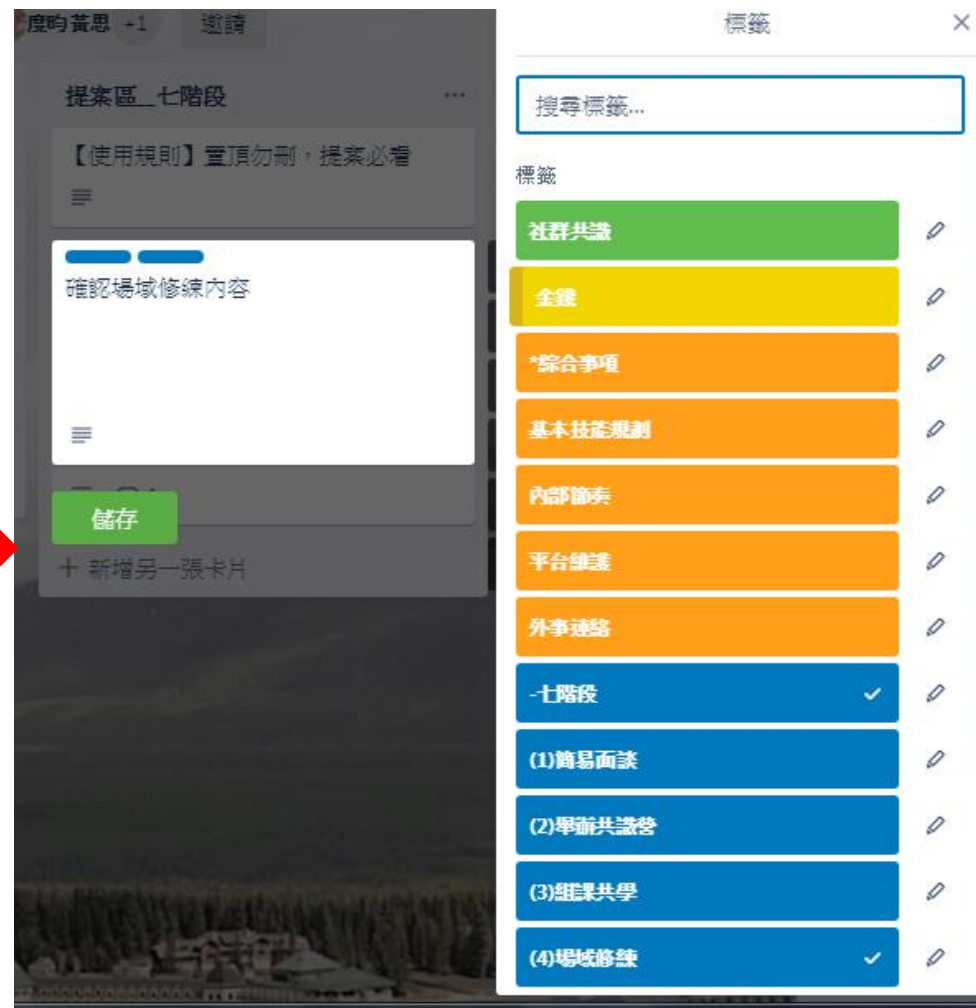 度昀黃思 +1 邀請
提案區__七階段 ...
【使用規則】置頂勿刪，提案必看
確認場域修練內容
儲存
+ 新增另一張卡片
標籤
搜尋標籤...
標籤
社群共識
金錢
*綜合事項
基本技能規劃
內部節奏
平台維護
外事連絡
-七階段
(1)簡易面談
(2)舉辦共識營
(3)組課共學
(4)場域修練